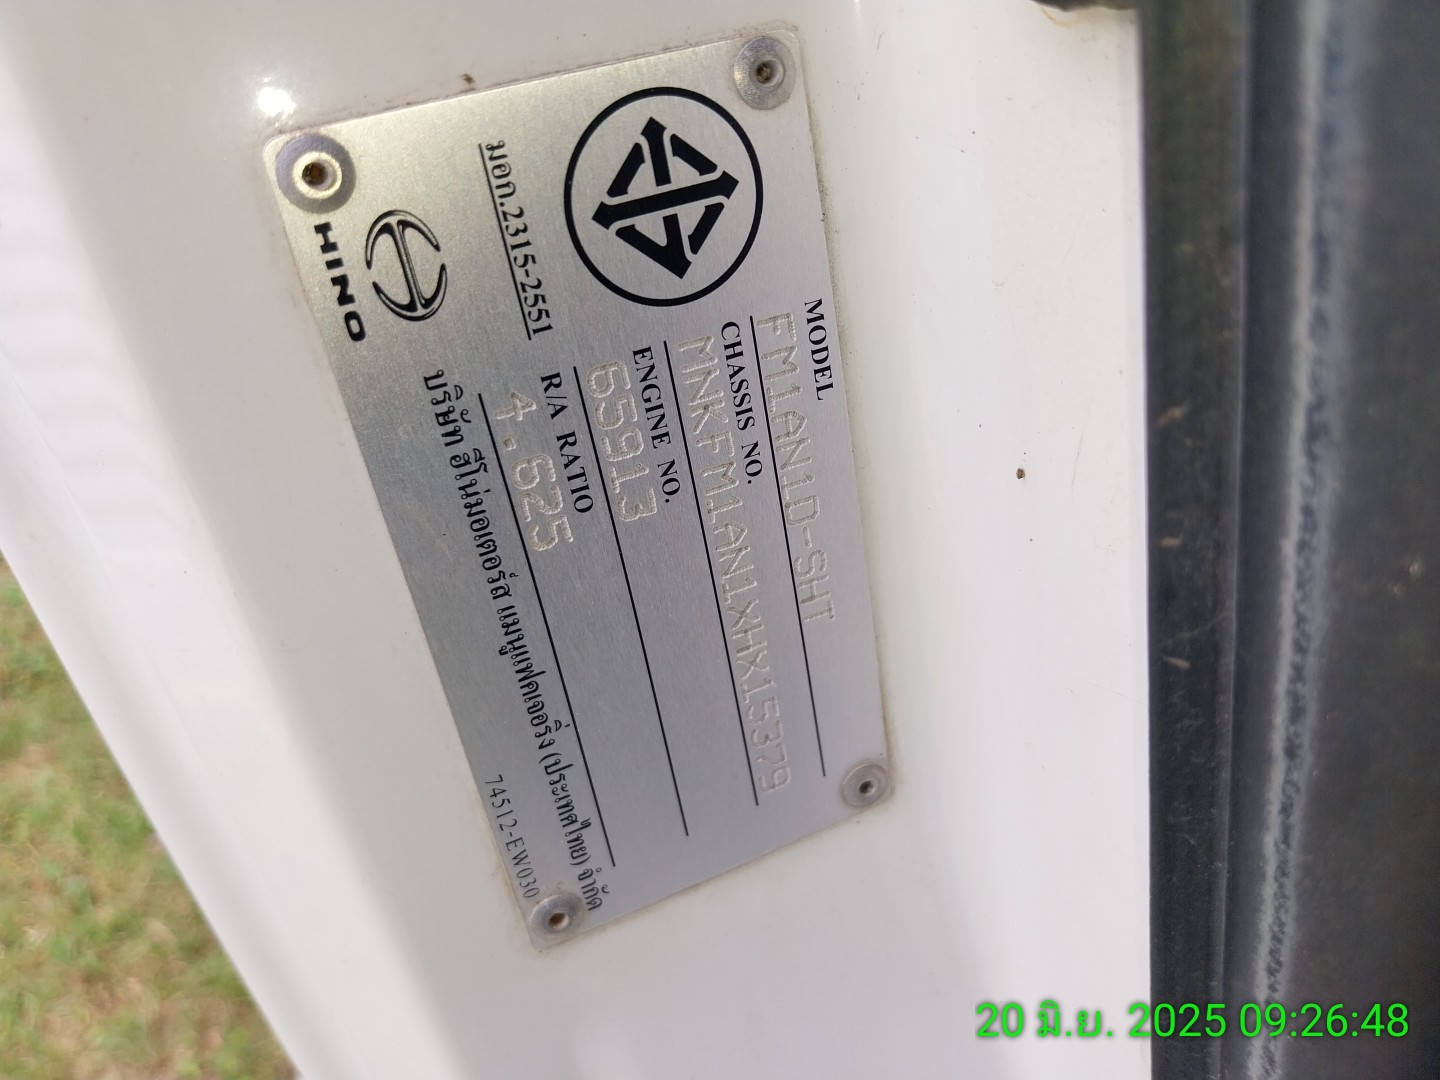 มอก.2315-2551
MODEL
FM1AN1D-SHT
CHASSIS NO.
MNKFM1AN1XHX15379
ENGINE NO.
65913
R/A RATIO
4.625
HINO
บริษัท ฮีโน่มอเตอร์ส แมนูแฟคเจอริ่ง (ประเทศไทย) จำกัด
74512-EW030
20 มิ.ย. 2025 09:26:48